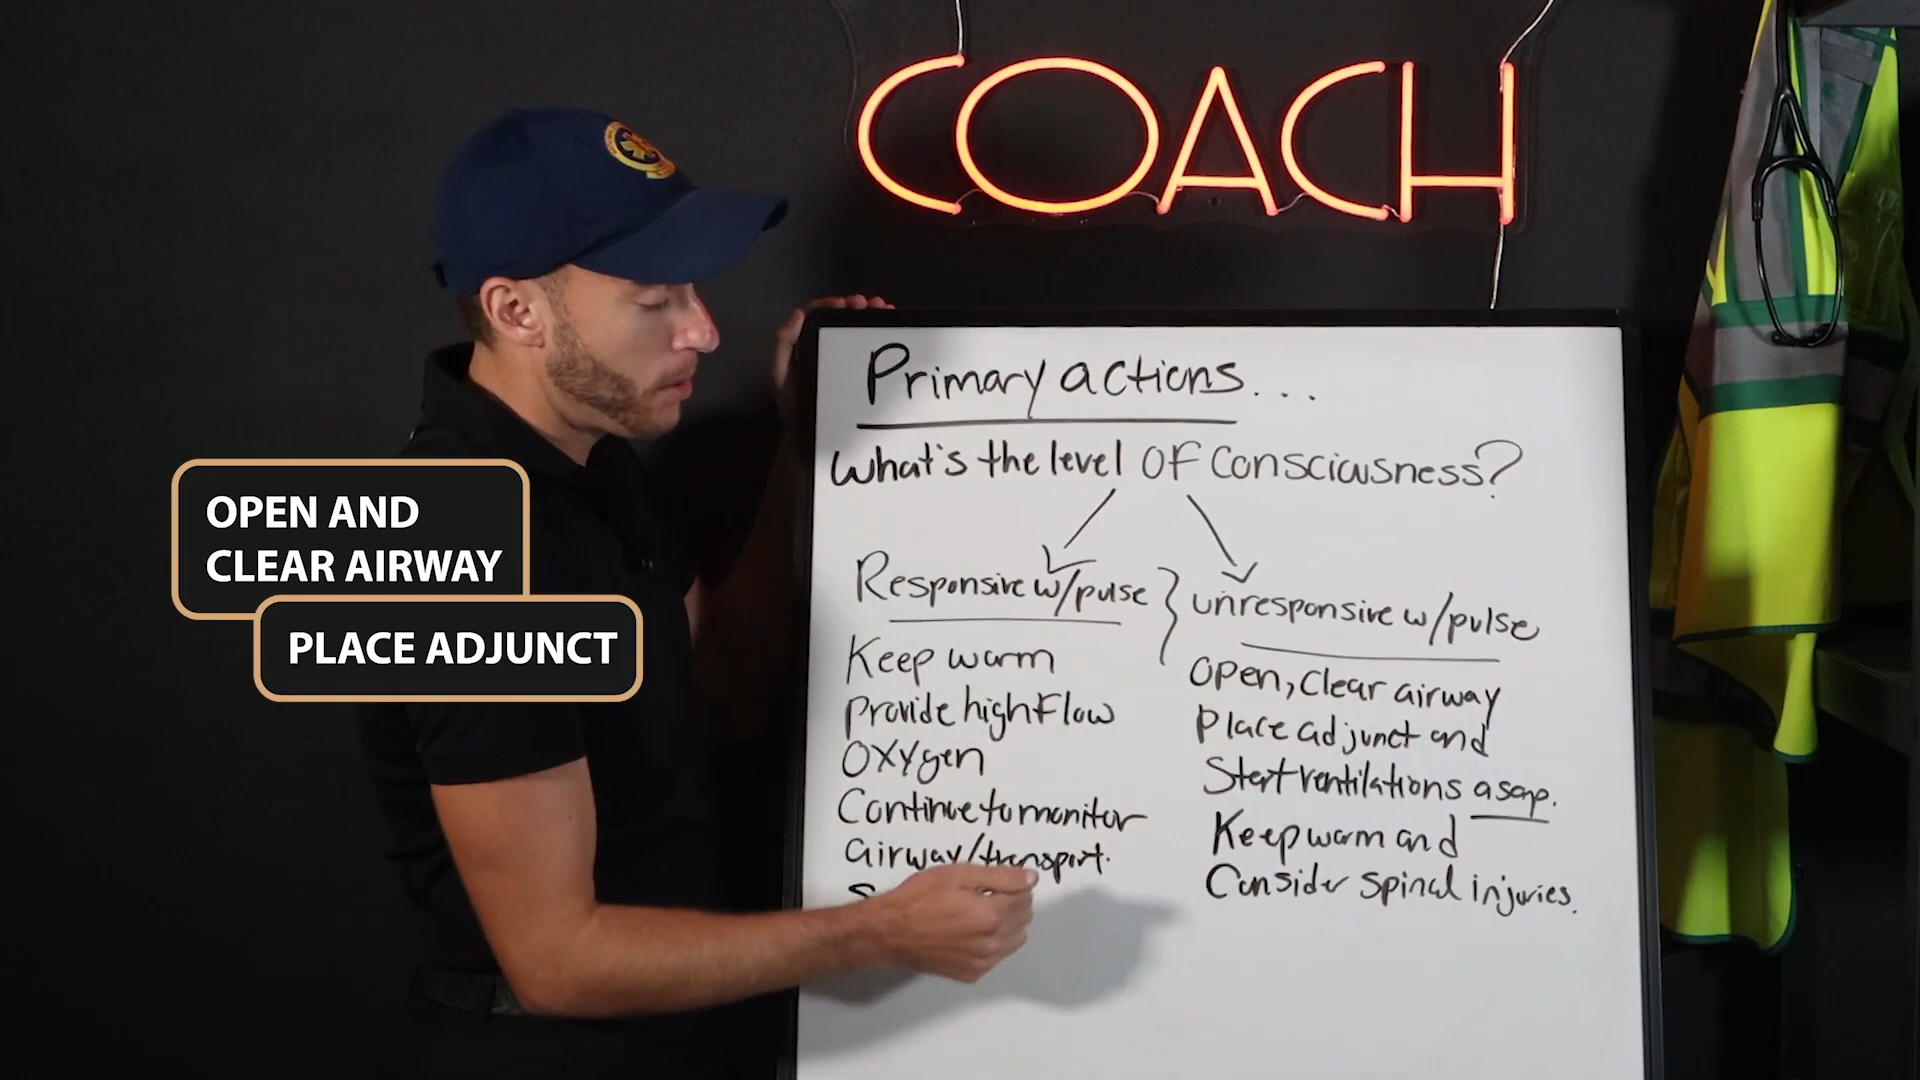 COACH
Primary actions...
What's the level of consciousness?
Responsive w/pulse
Keep warm
Provide high flow
oxygen
Continue to monitor
airway/transport.
unresponsive w/pulse
Open, clear airway
Place adjunct and
Start ventilations asap.
Keep warm and
Consider spinal injuries.
OPEN AND
CLEAR AIRWAY
PLACE ADJUNCT